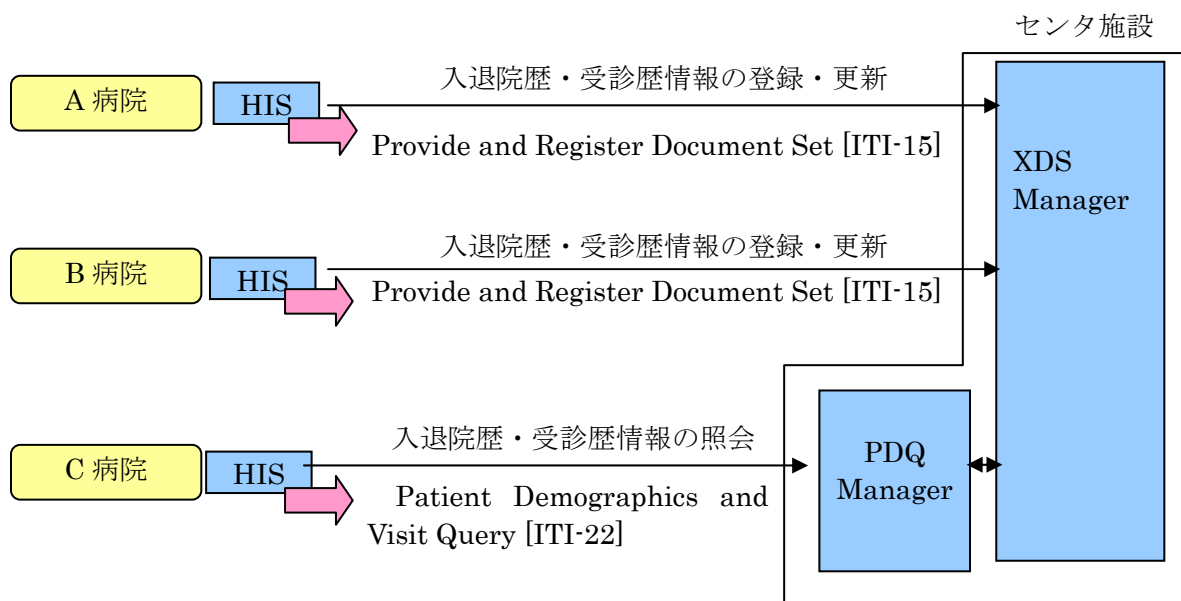 センタ施設
A 病院
HIS
入退院歴・受診歴情報の登録・更新
Provide and Register Document Set [ITI-15]
XDS
Manager
B 病院
HIS
入退院歴・受診歴情報の登録・更新
Provide and Register Document Set [ITI-15]
C 病院
HIS
入退院歴・受診歴情報の照会
Patient Demographics and
Visit Query [ITI-22]
PDQ
Manager